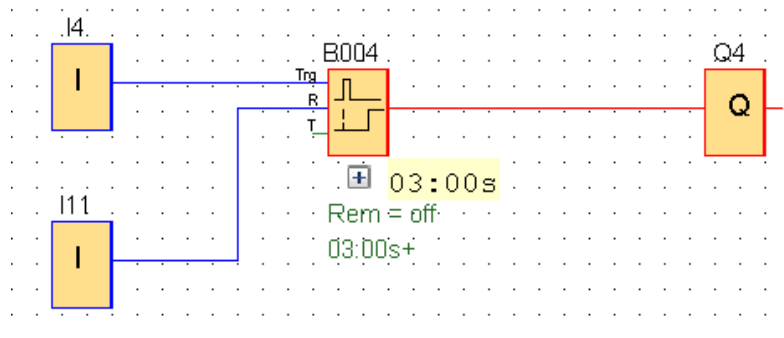 I4
B004
Q4
I
Trg
R
T
Q
03:00s
I11
Rem = off
03:00s+
I